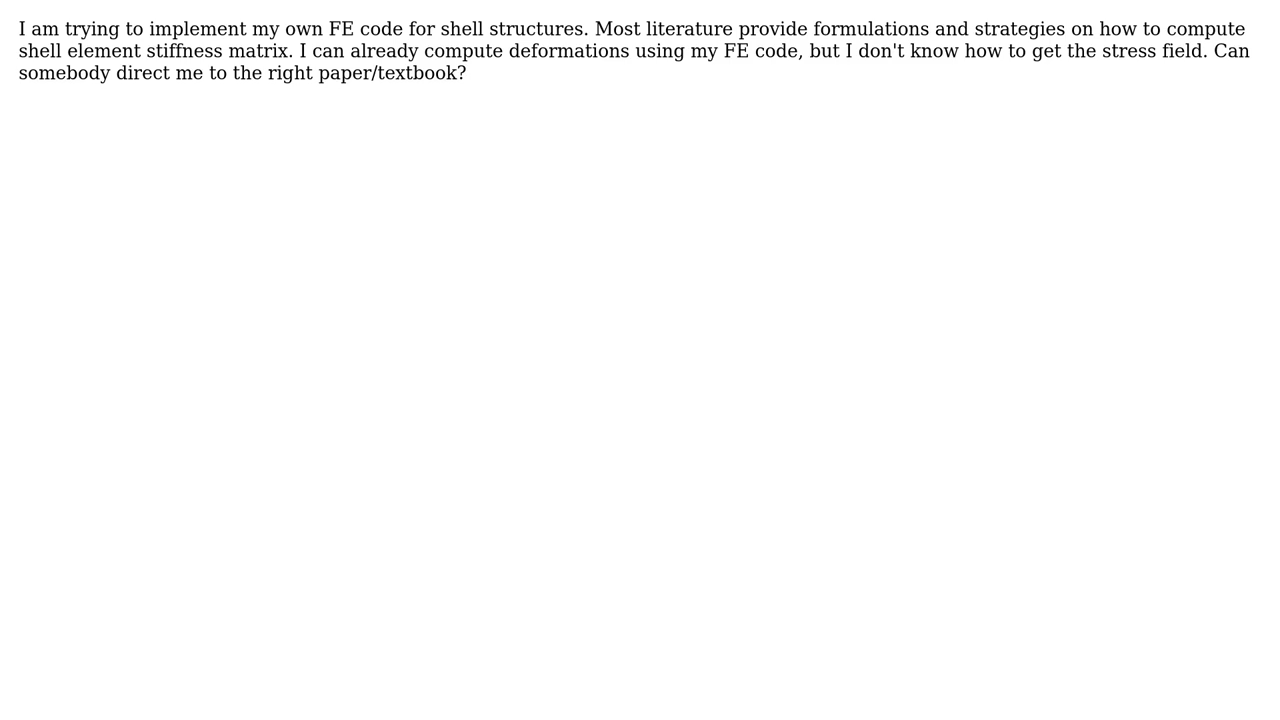 I am trying to implement my own FE code for shell structures. Most literature provide formulations and strategies on how to compute
shell element stiffness matrix. I can already compute deformations using my FE code, but I don't know how to get the stress field. Can
somebody direct me to the right paper/textbook?